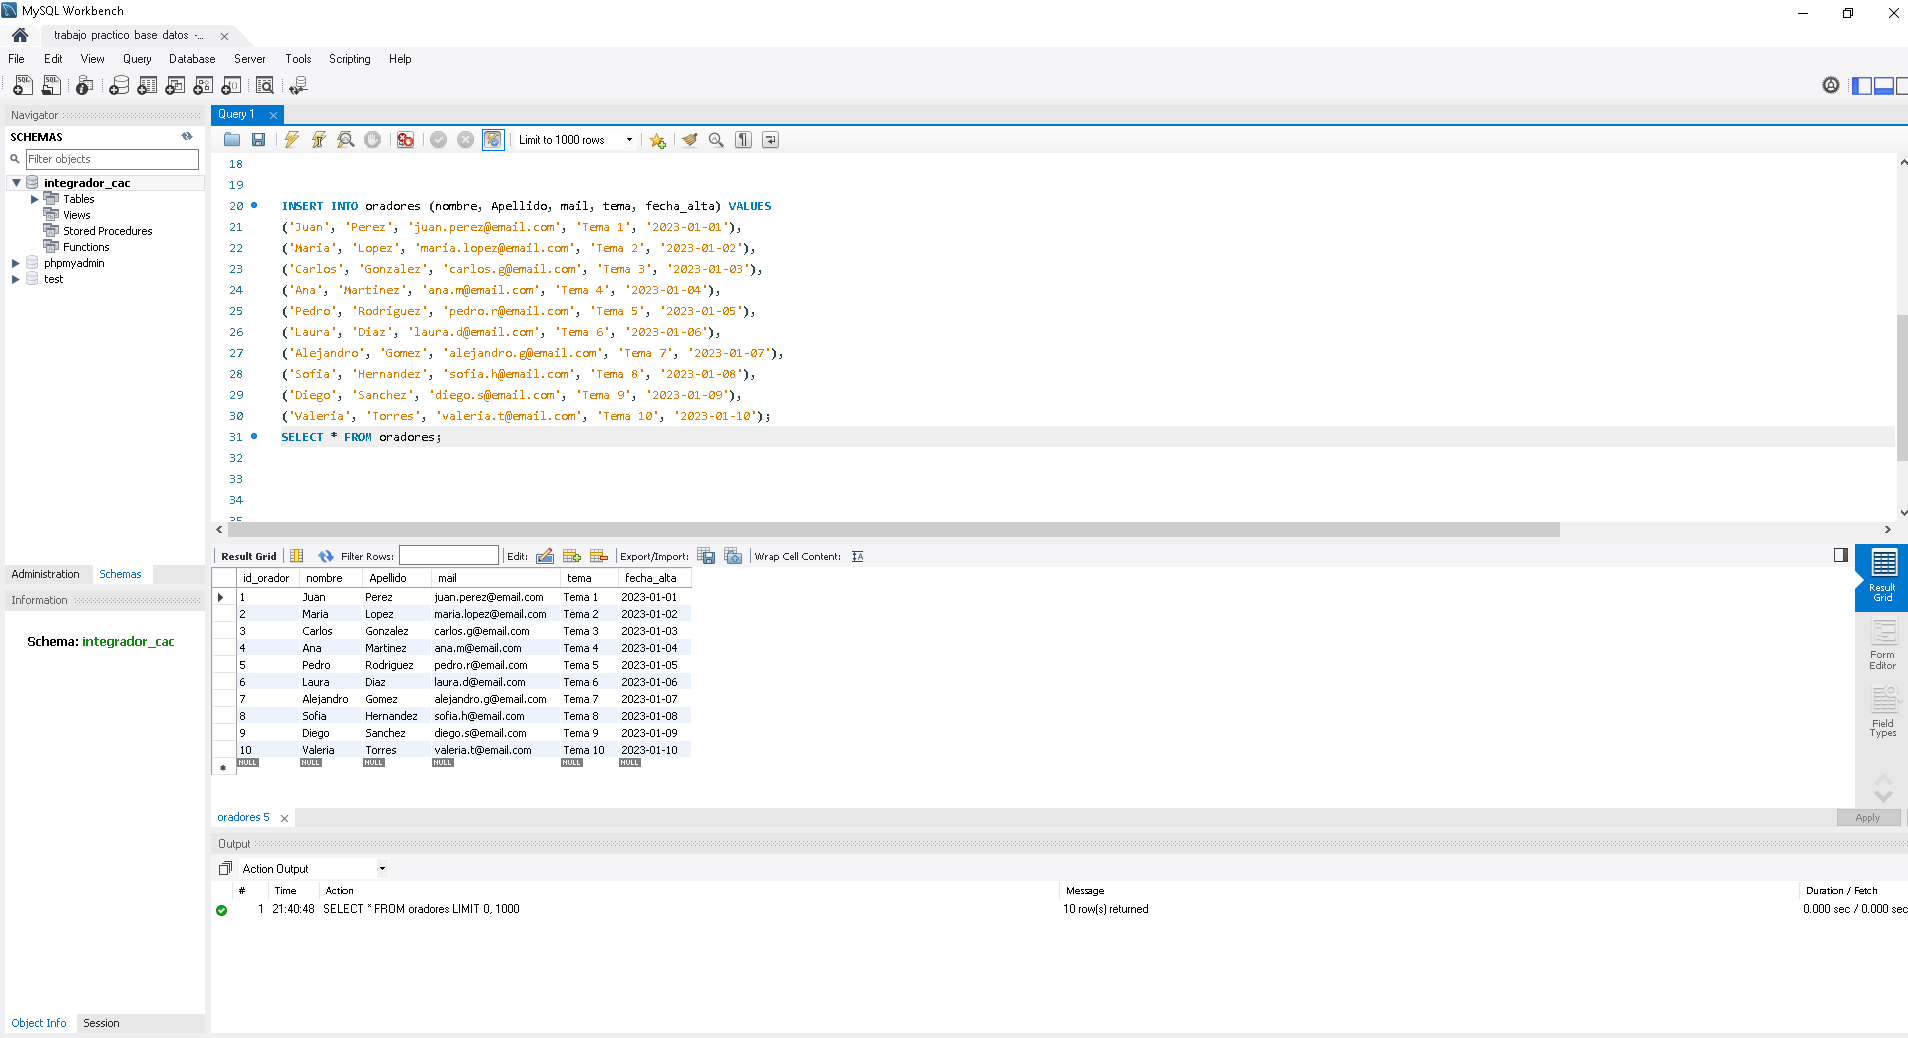 MySQL Workbench
trabajo practico base datos -...
File Edit View Query Database Server Tools Scripting Help
Navigator
SCHEMAS
Filter objects
integrador_cac
Tables
Views
Stored Procedures
Functions
phpmyadmin
test
Administration Schemas
Information
Schema: integrador_cac
Object Info Session
Query 1
Limit to 1000 rows
18
19
20 INSERT INTO oradores (nombre, Apellido, mail, tema, fecha_alta) VALUES
21 ('Juan', 'Perez', 'juan.perez@email.com', 'Tema 1', '2023-01-01'),
22 ('Maria', 'Lopez', 'maria.lopez@email.com', 'Tema 2', '2023-01-02'),
23 ('Carlos', 'Gonzalez', 'carlos.g@email.com', 'Tema 3', '2023-01-03'),
24 ('Ana', 'Martinez', 'ana.m@email.com', 'Tema 4', '2023-01-04'),
25 ('Pedro', 'Rodriguez', 'pedro.r@email.com', 'Tema 5', '2023-01-05'),
26 ('Laura', 'Diaz', 'laura.d@email.com', 'Tema 6', '2023-01-06'),
27 ('Alejandro', 'Gomez', 'alejandro.g@email.com', 'Tema 7', '2023-01-07'),
28 ('Sofia', 'Hernandez', 'sofia.h@email.com', 'Tema 8', '2023-01-08'),
29 ('Diego', 'Sanchez', 'diego.s@email.com', 'Tema 9', '2023-01-09'),
30 ('Valeria', 'Torres', 'valeria.t@email.com', 'Tema 10', '2023-01-10');
31 SELECT * FROM oradores;
32
33
34
35
Result Grid Filter Rows: Edit: Export/Import: Wrap Cell Content:
id_orador nombre Apellido mail tema fecha_alta
1 Juan Perez juan.perez@email.com Tema 1 2023-01-01
2 Maria Lopez maria.lopez@email.com Tema 2 2023-01-02
3 Carlos Gonzalez carlos.g@email.com Tema 3 2023-01-03
4 Ana Martinez ana.m@email.com Tema 4 2023-01-04
5 Pedro Rodriguez pedro.r@email.com Tema 5 2023-01-05
6 Laura Diaz laura.d@email.com Tema 6 2023-01-06
7 Alejandro Gomez alejandro.g@email.com Tema 7 2023-01-07
8 Sofia Hernandez sofia.h@email.com Tema 8 2023-01-08
9 Diego Sanchez diego.s@email.com Tema 9 2023-01-09
10 Valeria Torres valeria.t@email.com Tema 10 2023-01-10
NULL NULL NULL NULL NULL NULL
Result
Grid
Form
Editor
Field
Types
oradores 5
Apply
Output
Action Output
# Time Action Message Duration / Fetch
1 21:40:48 SELECT * FROM oradores LIMIT 0, 1000 10 row(s) returned 0.000 sec / 0.000 sec